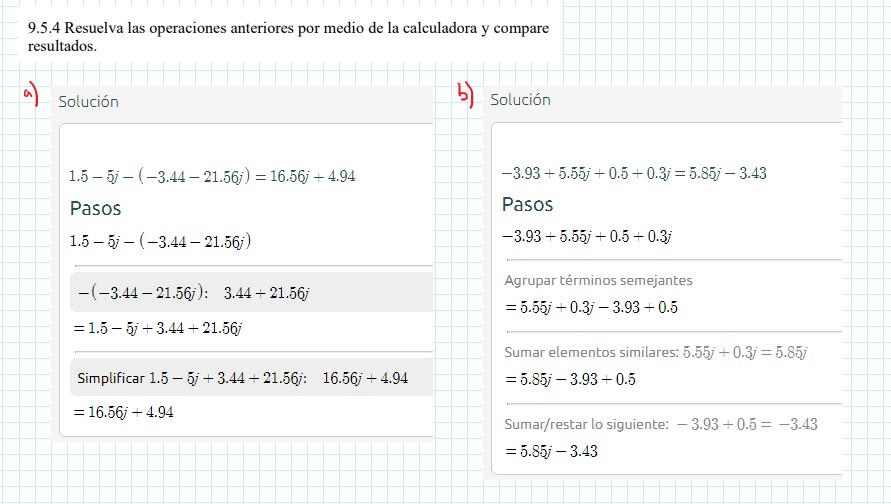 9.5.4 Resuelva las operaciones anteriores por medio de la calculadora y compare
resultados.
a)
Solución
1.5 − 5j − (−3.44 − 21.56j) = 16.56j + 4.94
Pasos
1.5 − 5j − (−3.44 − 21.56j)
−(−3.44 − 21.56j): 3.44 + 21.56j
= 1.5 − 5j + 3.44 + 21.56j
Simplificar 1.5 − 5j + 3.44 + 21.56j: 16.56j + 4.94
= 16.56j + 4.94
b)
Solución
−3.93 + 5.55j + 0.5 + 0.3j = 5.85j − 3.43
Pasos
−3.93 + 5.55j + 0.5 + 0.3j
Agrupar términos semejantes
= 5.55j + 0.3j − 3.93 + 0.5
Sumar elementos similares: 5.55j + 0.3j = 5.85j
= 5.85j − 3.93 + 0.5
Sumar/restar lo siguiente: − 3.93 + 0.5 = −3.43
= 5.85j − 3.43